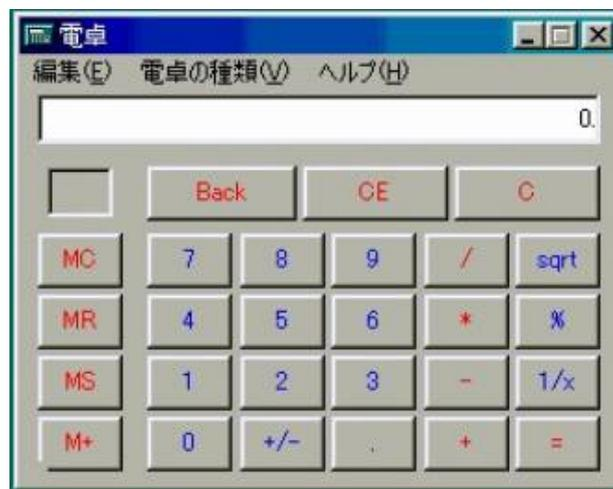 電卓
編集(E) 電卓の種類(V) ヘルプ(H)
0.
Back CE C
MC 7 8 9 / sqrt
MR 4 5 6 * %
MS 1 2 3 - 1/x
M+ 0 +/- . + =